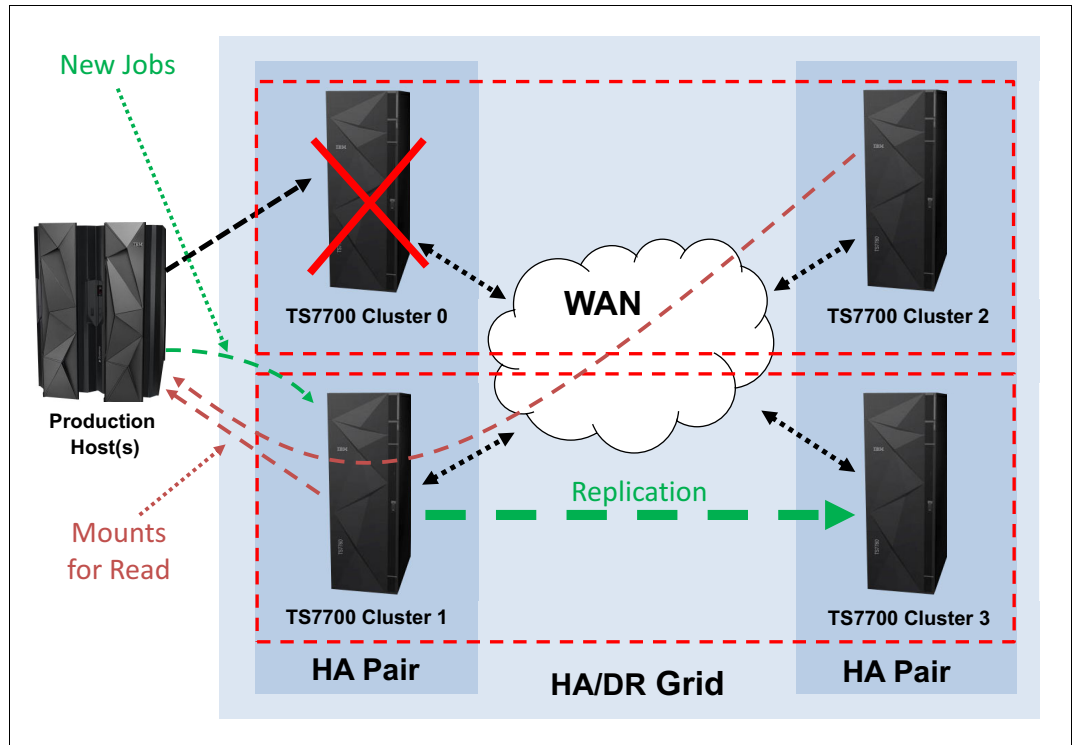 New Jobs
WAN
TS7700 Cluster 0
TS7700 Cluster 2
Production
Host(s)
Replication
Mounts
for Read
TS7700 Cluster 1
TS7700 Cluster 3
HA Pair
HA/DR Grid
HA Pair